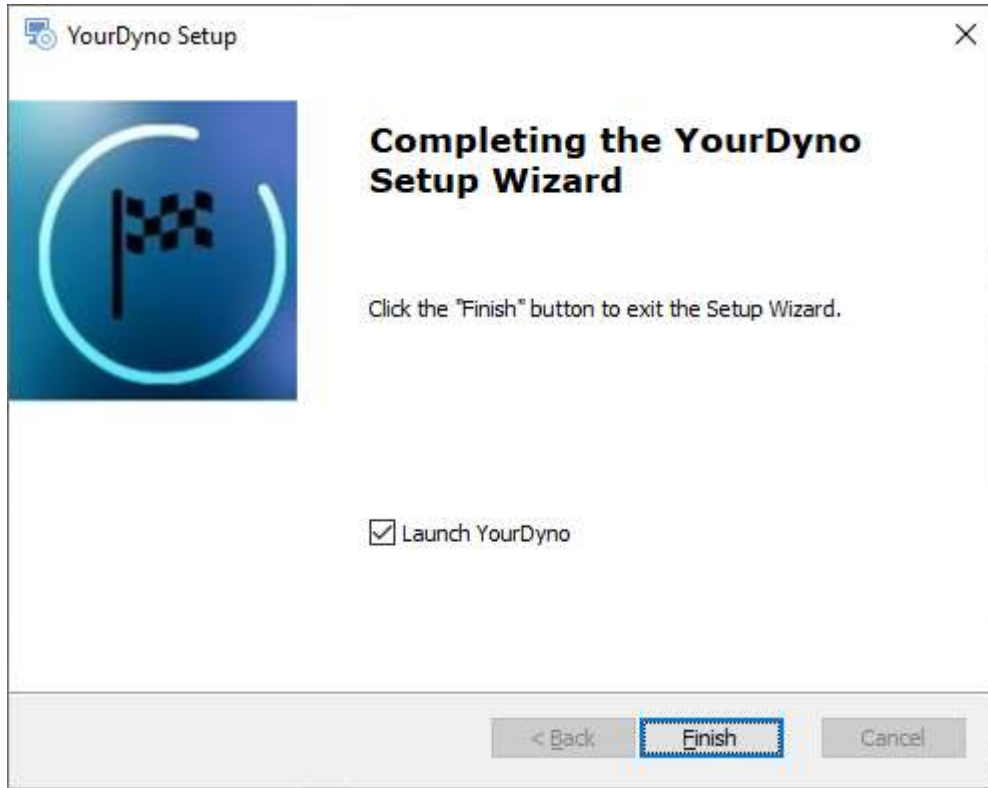 YourDyno Setup
Completing the YourDyno
Setup Wizard
Click the "Finish" button to exit the Setup Wizard.
Launch YourDyno
< Back
Finish
Cancel